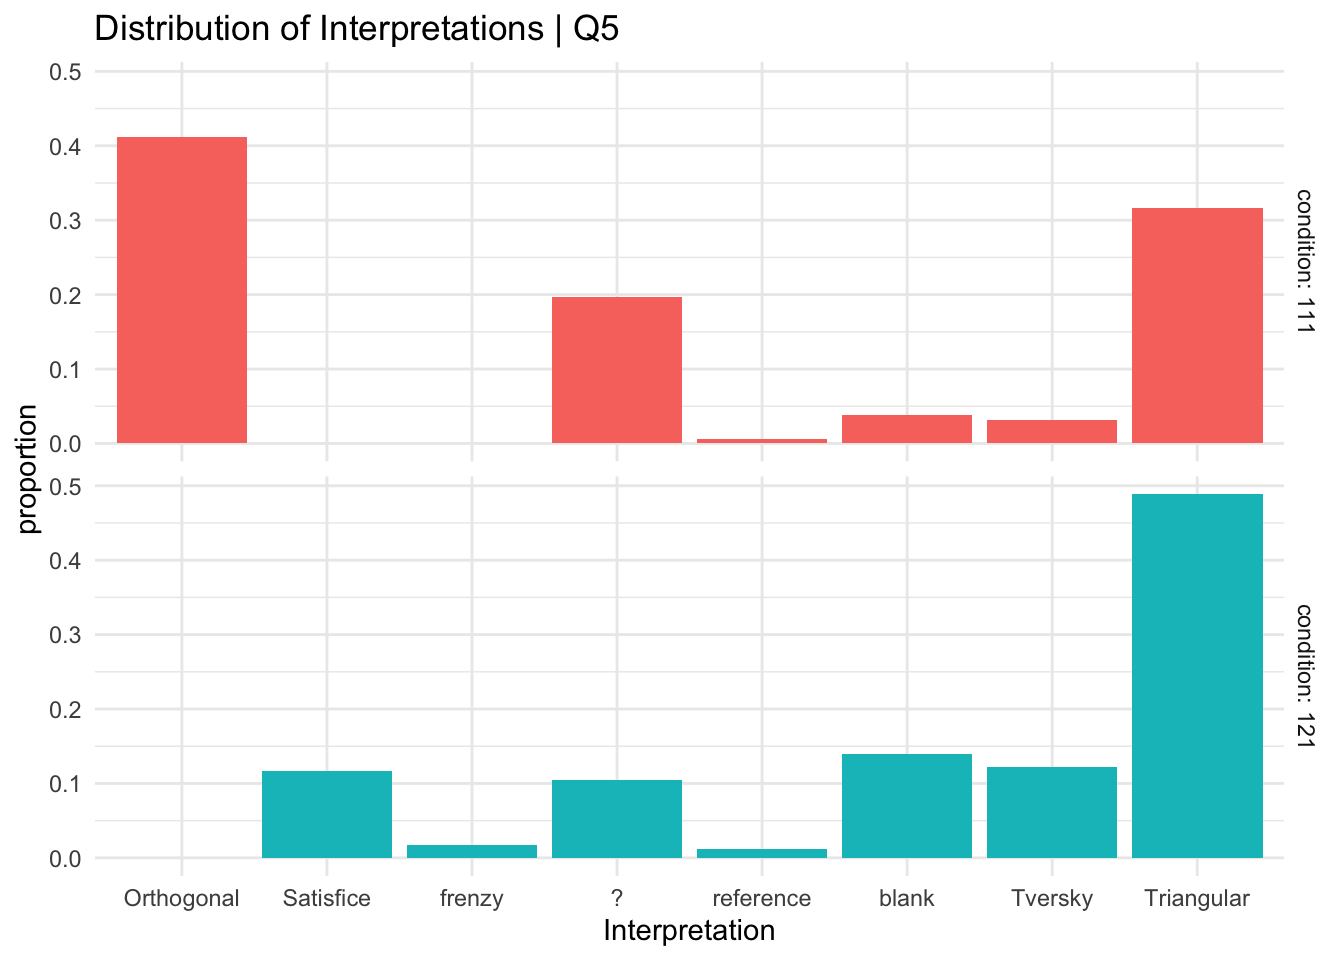 Distribution of Interpretations | Q5
0.5
0.4
0.3
0.2
0.1
0.0
condition: 111
proportion
0.5
0.4
0.3
0.2
0.1
0.0
condition: 121
Orthogonal Satisfice frenzy ? reference blank Tversky Triangular
Interpretation